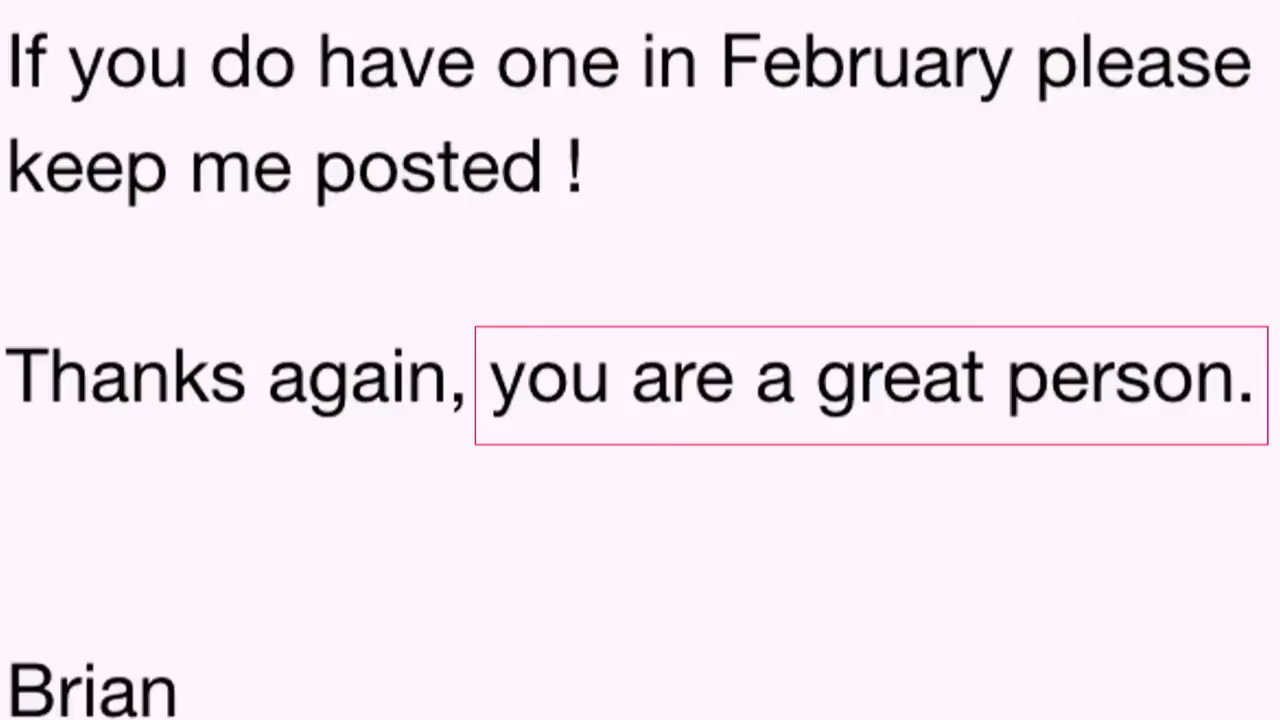 If you do have one in February please
keep me posted !
Thanks again, you are a great person.
Brian